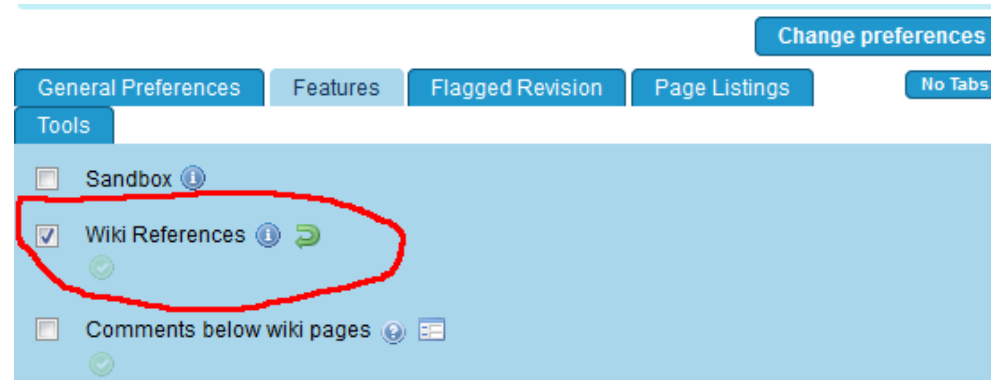 Change preferences
General Preferences Features Flagged Revision Page Listings No Tabs
Tools
Sandbox
Wiki References
Comments below wiki pages